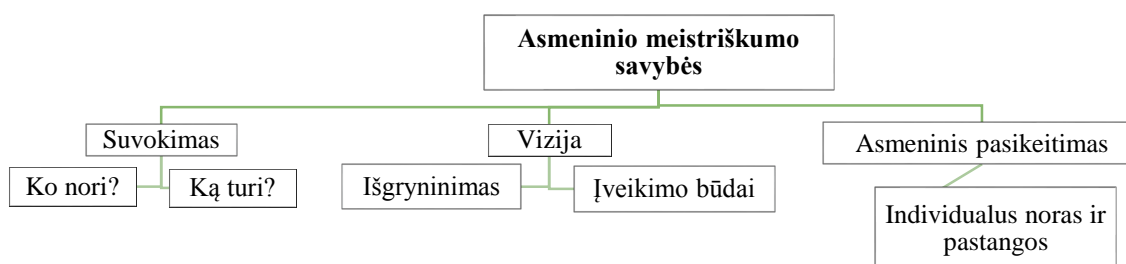 Asmeninio meistriškumo
savybės
Suvokimas
Vizija
Asmeninis pasikeitimas
Ko nori?
Ką turi?
Išgryninimas
Įveikimo būdai
Individualus noras ir
pastangos